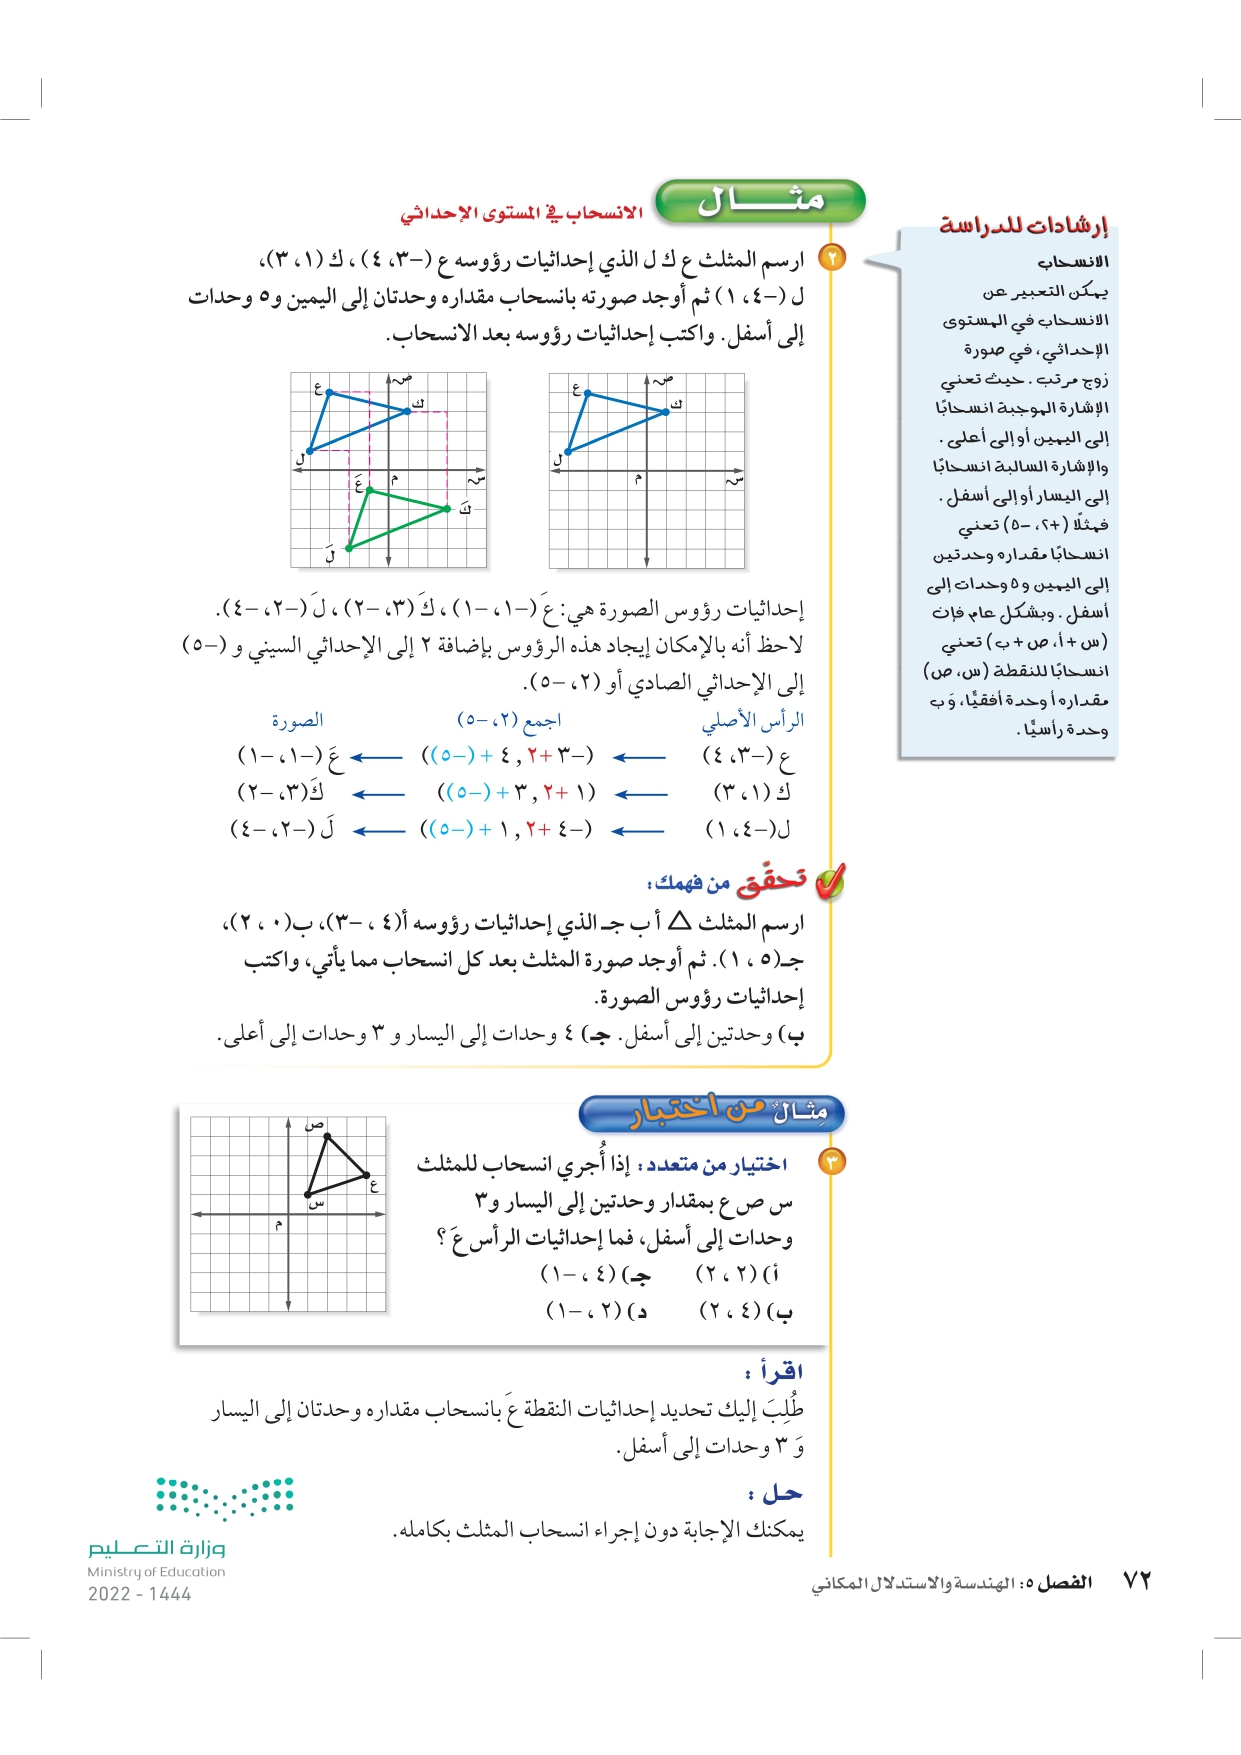 مثـــال
الانسحاب في المستوى الإحداثي
٢ ارسم المثلث ع ك ل الذي إحداثيات رؤوسه ع (−٣، ٤) ، ك (١، ٣)،
ل (−٤، ١) ثم أوجد صورته بانسحاب مقداره وحدتان إلى اليمين و٥ وحدات
إلى أسفل. واكتب إحداثيات رؤوسه بعد الانسحاب.
ص
ع
ك
ل
م
س
ص
ع
ك
ل
م
س
عَ
كَ
لَ
إحداثيات رؤوس الصورة هي: عَ (−١، −١) ، كَ (٣، −٢) ، لَ (−٢، −٤).
لاحظ أنه بالإمكان إيجاد هذه الرؤوس بإضافة ٢ إلى الإحداثي السيني و (−٥)
إلى الإحداثي الصادي أو (٢، −٥).
الرأس الأصلي اجمع (٢، −٥) الصورة
ع (−٣، ٤) ← (−٣ +٢ , ٤ + (−٥)) ← عَ (−١، −١)
ك (١، ٣) ← (١ +٢ , ٣ + (−٥)) ← كَ(٣، −٢)
ل(−٤، ١) ← (−٤ +٢ , ١ + (−٥)) ← لَ (−٢، −٤)
تحقّق من فهمك:
ارسم المثلث △ أ ب جـ الذي إحداثيات رؤوسه أ(٤ ، −٣)، ب(٠ ، ٢)،
جـ(٥ ، ١). ثم أوجد صورة المثلث بعد كل انسحاب مما يأتي، واكتب
إحداثيات رؤوس الصورة.
ب) وحدتين إلى أسفل. جـ) ٤ وحدات إلى اليسار و ٣ وحدات إلى أعلى.
مِثـالٌ من اختبار
٣ اختيار من متعدد : إذا أُجري انسحاب للمثلث
س ص ع بمقدار وحدتين إلى اليسار و٣
وحدات إلى أسفل، فما إحداثيات الرأس عَ ؟
أ) (٢ ، ٢) جـ) (٤ ، −١)
ب) (٤ ، ٢) د) (٢ ، −١)
ص
ع
س
م
اقرأ :
طُلِبَ إليك تحديد إحداثيات النقطة عَ بانسحاب مقداره وحدتان إلى اليسار
وَ ٣ وحدات إلى أسفل.
حل :
يمكنك الإجابة دون إجراء انسحاب المثلث بكامله.
إرشادات للدراسة
الانسحاب
يمكن التعبير عن
الانسحاب في المستوى
الإحداثي، في صورة
زوج مرتب. حيث تعني
الإشارة الموجبة انسحابًا
إلى اليمين أو إلى أعلى.
والإشارة السالبة انسحابًا
إلى اليسار أو إلى أسفل.
فمثلًا (+٢، −٥) تعني
انسحابًا مقداره وحدتين
إلى اليمين و٥ وحدات إلى
أسفل. وبشكل عام فإن
(س + أ، ص + ب) تعني
انسحابًا للنقطة (س، ص)
مقداره أ وحدة أفقيًّا، وَ ب
وحدة رأسيًّا.
وزارة التعـــليم
Ministry of Education
2022 - 1444
٧٢ الفصل ٥: الهندسة والاستدلال المكاني